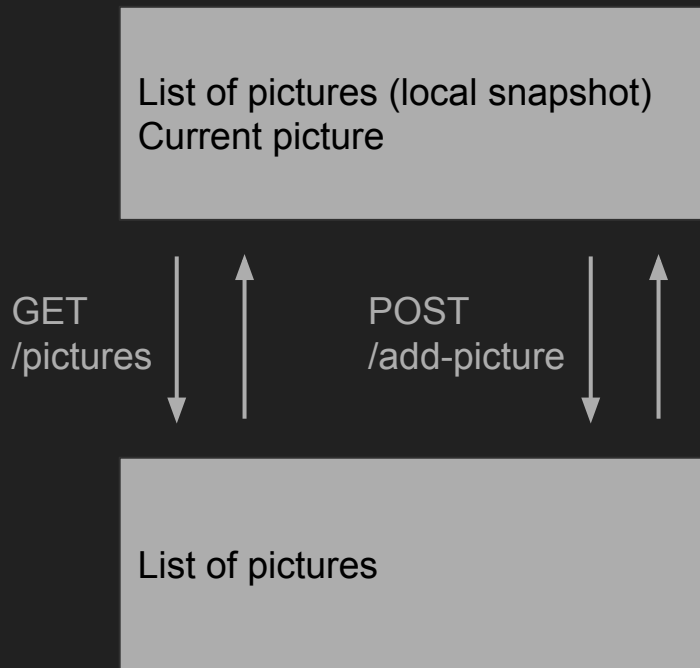 List of pictures (local snapshot)
Current picture
GET
/pictures
POST
/add-picture
List of pictures